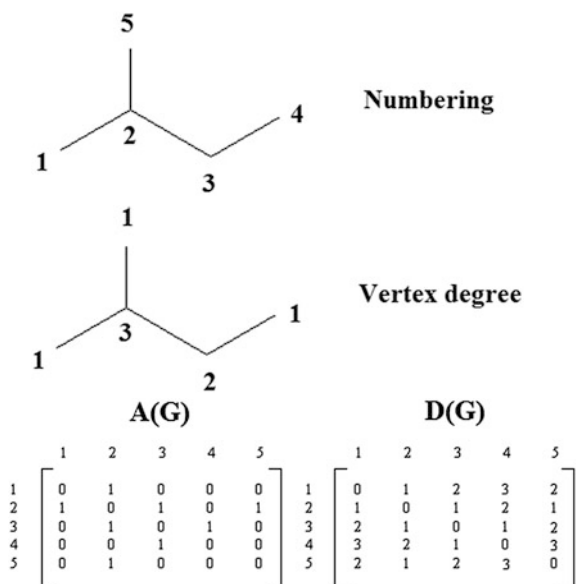 5
Numbering
4
2
1
3
1
Vertex degree
1
3
1
2
A(G) D(G)
1 2 3 4 5 1 2 3 4 5
1 0 1 0 0 0 1 0 1 2 3 2
2 1 0 1 0 1 2 1 0 1 2 1
3 0 1 0 1 0 3 2 1 0 1 2
4 0 0 1 0 0 4 3 2 1 0 3
5 0 1 0 0 0 5 2 1 2 3 0